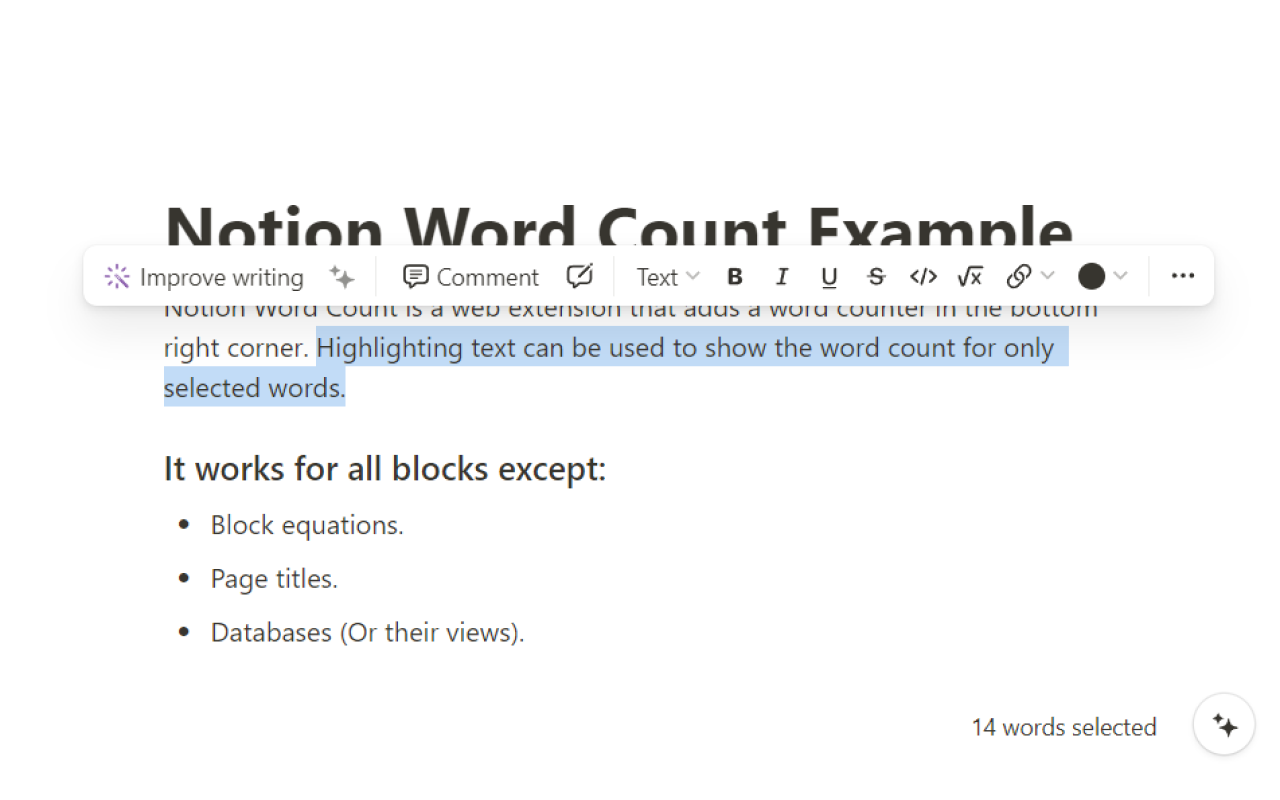 Notion Word Count Example
Improve writing Comment Text B I U S </> √x
Notion Word Count is a web extension that adds a word counter in the bottom
right corner. Highlighting text can be used to show the word count for only
selected words.
It works for all blocks except:
Block equations.
Page titles.
Databases (Or their views).
14 words selected